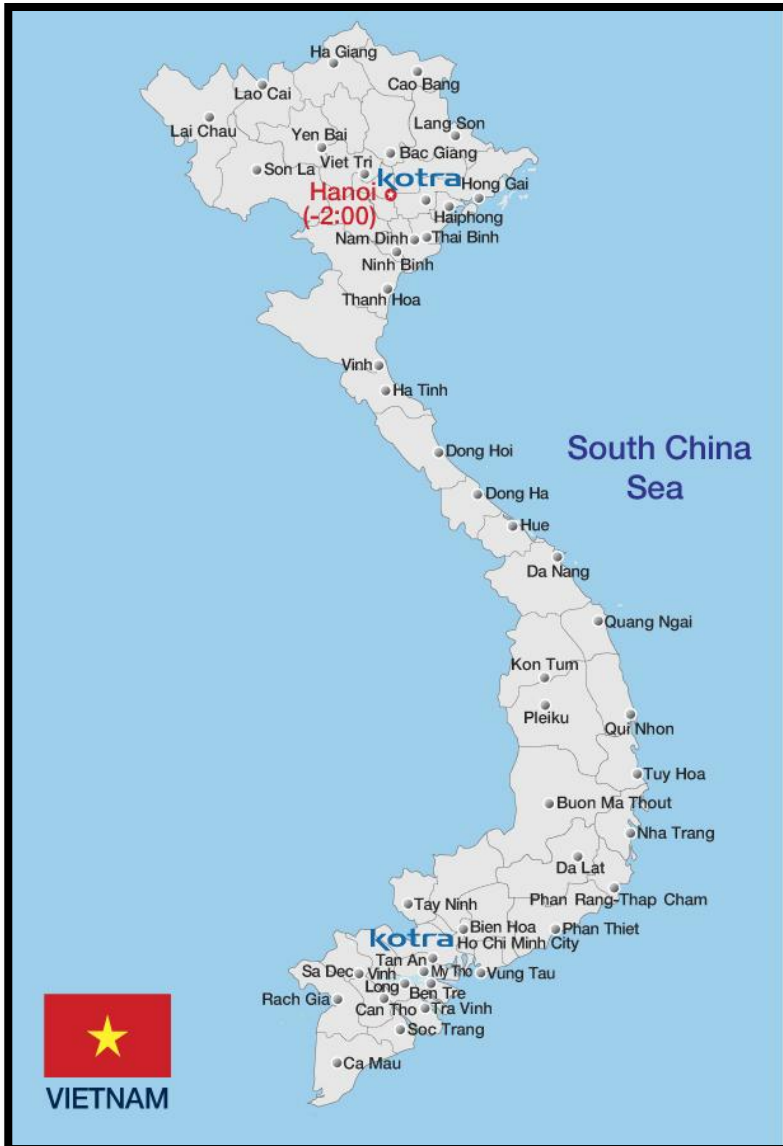 Ha Giang
Cao Bang
Lao Cai
Lai Chau
Lang Son
Yen Bai
Bac Giang
Viet Tri
Son La
kotra
Hong Gai
Hanoi
(-2:00)
Haiphong
Nam Dinh
Thai Binh
Ninh Binh
Thanh Hoa
Vinh
Ha Tinh
Dong Hoi
South China
Sea
Dong Ha
Hue
Da Nang
Quang Ngai
Kon Tum
Pleiku
Qui Nhon
Tuy Hoa
Buon Ma Thout
Nha Trang
Da Lat
Phan Rang-Thap Cham
Tay Ninh
Bien Hoa
Phan Thiet
kotra
Ho Chi Minh City
Tan An
Sa Dec
Vinh
Long
My Tho
Vung Tau
Ben Tre
Rach Gia
Can Tho
Tra Vinh
Soc Trang
Ca Mau
VIETNAM